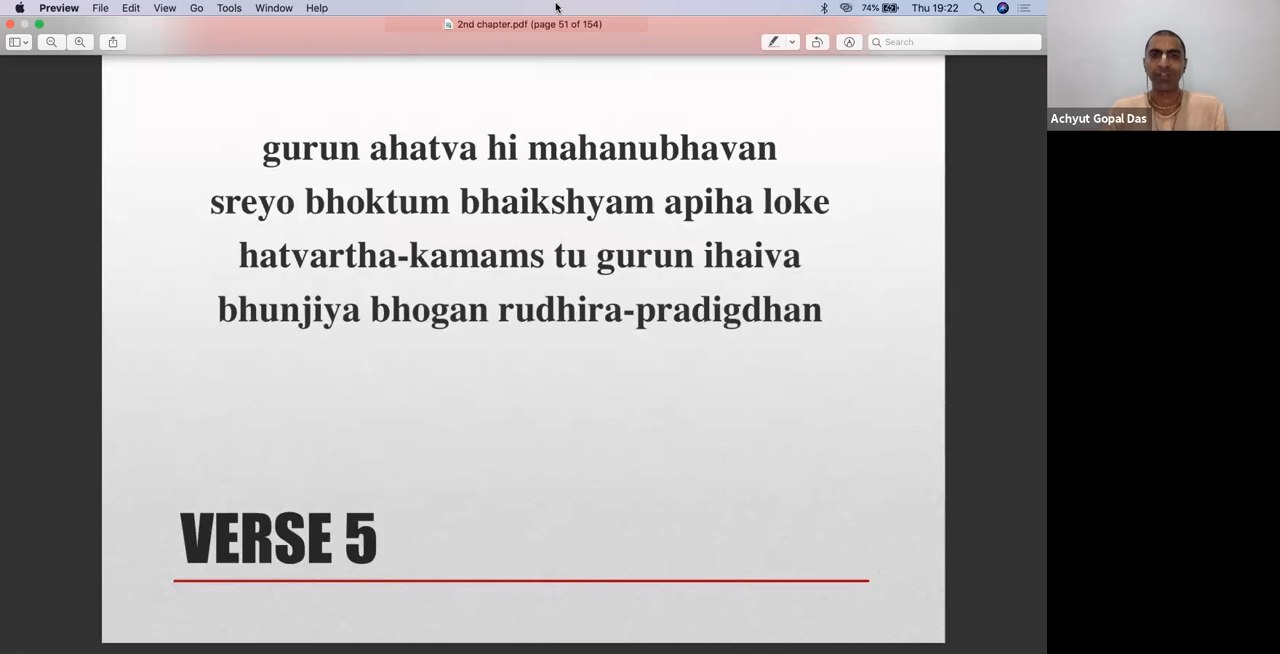 Preview File Edit View Go Tools Window Help 74% Thu 19:22
2nd chapter.pdf (page 51 of 154)
Search
Achyut Gopal Das
gurun ahatva hi mahanubhavan
sreyo bhoktum bhaikshyam apiha loke
hatvartha-kamams tu gurun ihaiva
bhunjiya bhogan rudhira-pradigdhan
VERSE 5